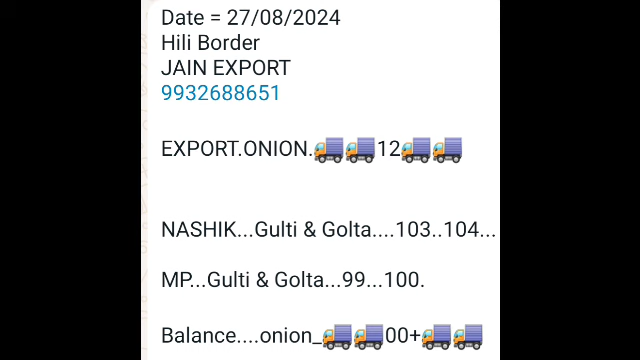 Date = 27/08/2024
Hili Border
JAIN EXPORT
9932688651
EXPORT.ONION.🚛🚛12🚛🚛
NASHIK...Gulti & Golta....103..104...
MP...Gulti & Golta...99...100.
Balance....onion_🚛🚛00+🚛🚛